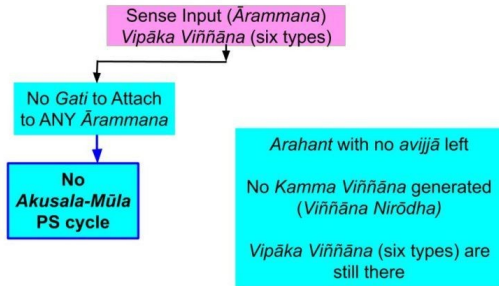 Sense Input (Ārammana)
Vipāka Viññāna (six types)
No Gati to Attach
to ANY Ārammana
No
Akusala-Mūla
PS cycle
Arahant with no avijjā left
No Kamma Viññāna generated
(Viññāna Nirōdha)
Vipāka Viññāna (six types) are
still there